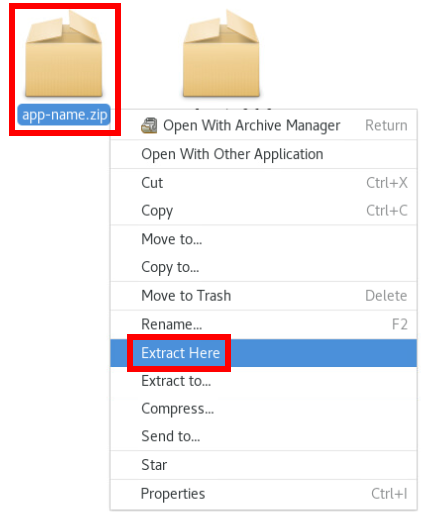 app-name.zip
Open With Archive Manager Return
Open With Other Application
Cut Ctrl+X
Copy Ctrl+C
Move to...
Copy to...
Move to Trash Delete
Rename... F2
Extract Here
Extract to...
Compress...
Send to...
Star
Properties Ctrl+I